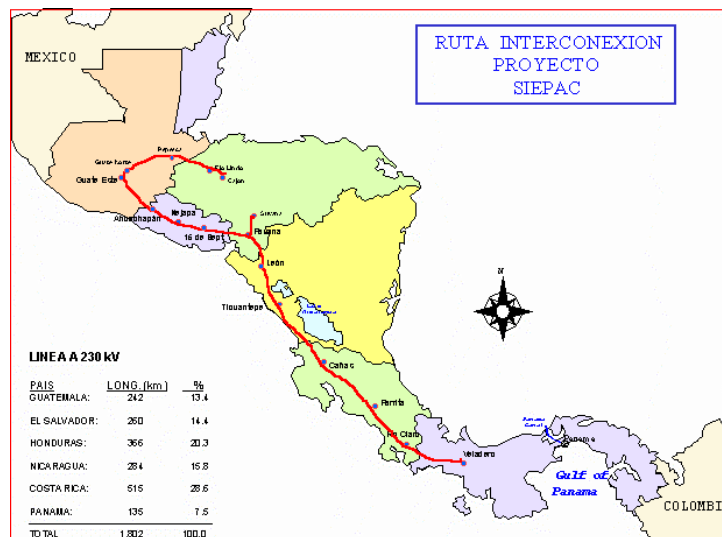 RUTA INTERCONEXION
PROYECTO
SIEPAC
MEXICO
Guate Este
Ahuachapán
Nejapa
15 de Sept
Pavana
León
Ticuantepe
Cañas
Parrita
Rio Claro
Veladero
Cajon
Gulf of
Panama
COLOMBI
LINEA A 230 kV
PAIS LONG. (km) %
GUATEMALA: 242 13.4
EL SALVADOR: 260 14.4
HONDURAS: 366 20.3
NICARAGUA: 284 15.8
COSTA RICA: 515 28.6
PANAMA: 135 7.5
TOTAL 1.802 100.0
N